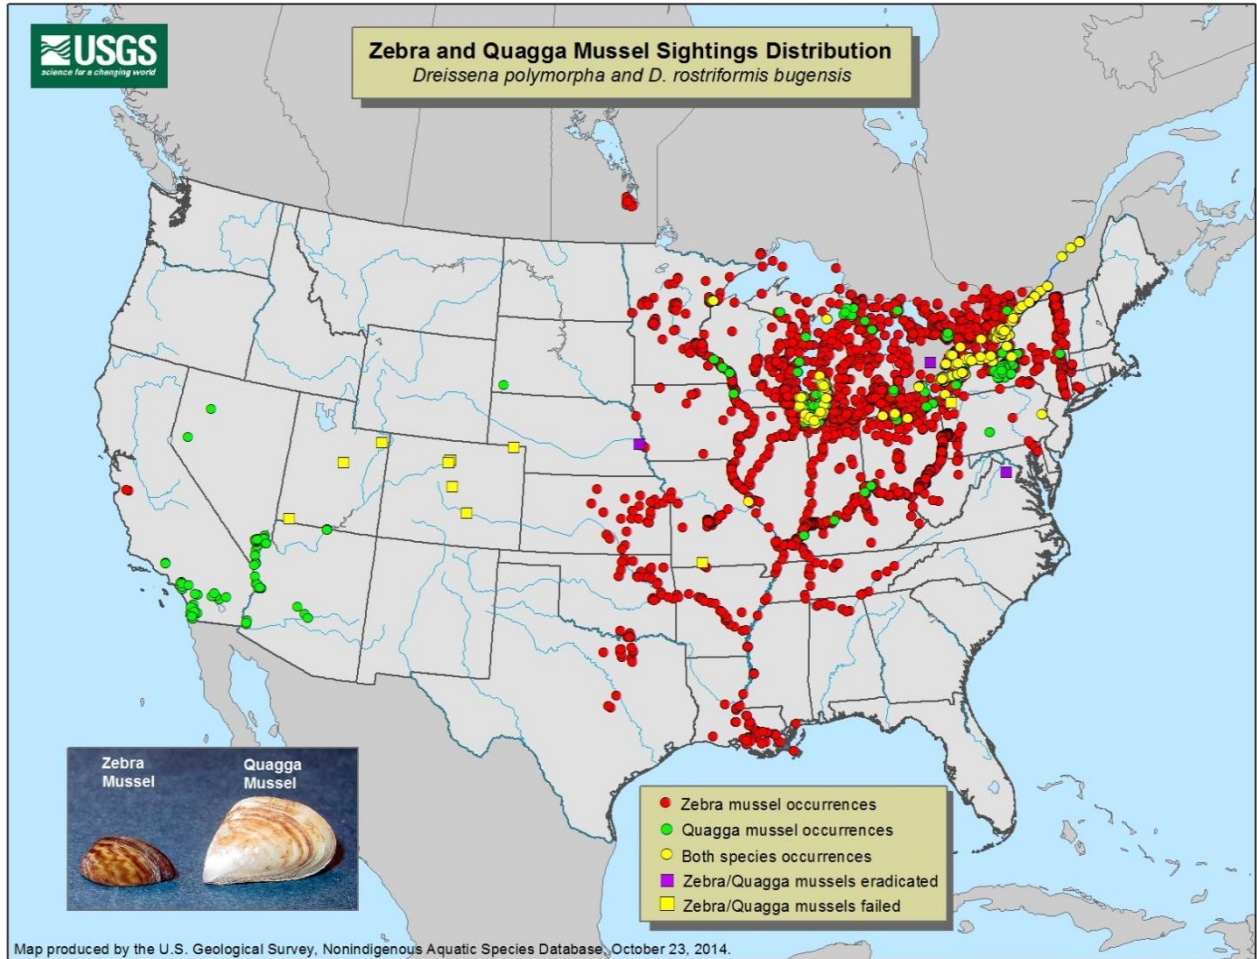 USGS
science for a changing world
Zebra and Quagga Mussel Sightings Distribution
Dreissena polymorpha and D. rostriformis bugensis
Zebra
Mussel
Quagga
Mussel
Zebra mussel occurrences
Quagga mussel occurrences
Both species occurrences
Zebra/Quagga mussels eradicated
Zebra/Quagga mussels failed
Map produced by the U.S. Geological Survey, Nonindigenous Aquatic Species Database, October 23, 2014.